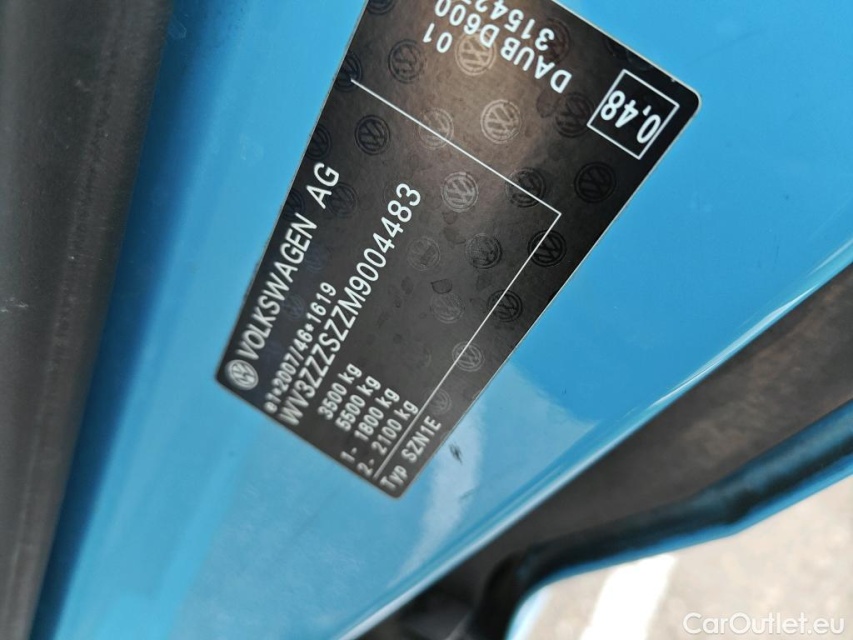 VOLKSWAGEN AG
e1*2007/46*1619
WV3ZZZSZZM9004483
3500 kg
5500 kg
1- 1800 kg
2- 2100 kg
Typ SZN1E
01
DAUB D600
0,48
CarOutlet.eu